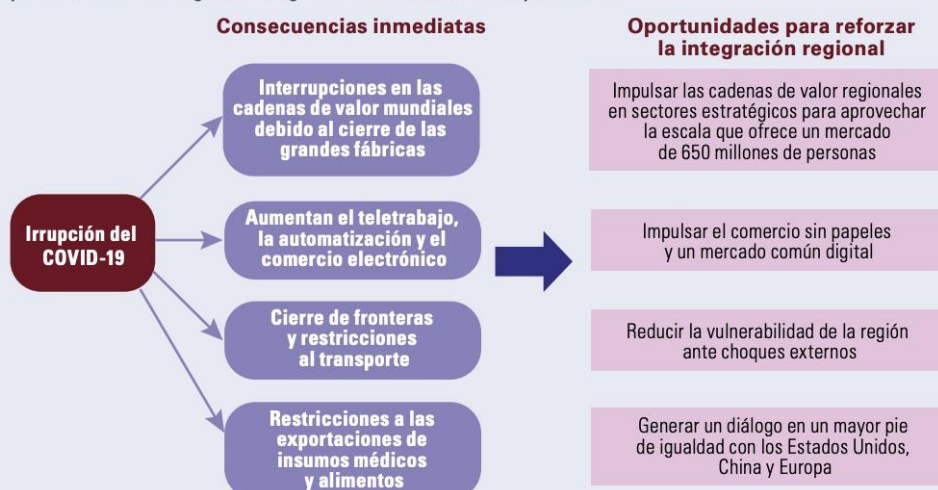 Consecuencias inmediatas
Oportunidades para reforzar
la integración regional
Irrupción del
COVID-19
Interrupciones en las
cadenas de valor mundiales
debido al cierre de las
grandes fábricas
Impulsar las cadenas de valor regionales
en sectores estratégicos para aprovechar
la escala que ofrece un mercado
de 650 millones de personas
Aumentan el teletrabajo,
la automatización y el
comercio electrónico
Impulsar el comercio sin papeles
y un mercado común digital
Cierre de fronteras
y restricciones
al transporte
Reducir la vulnerabilidad de la región
ante choques externos
Restricciones a las
exportaciones de
insumos médicos
y alimentos
Generar un diálogo en un mayor pie
de igualdad con los Estados Unidos,
China y Europa